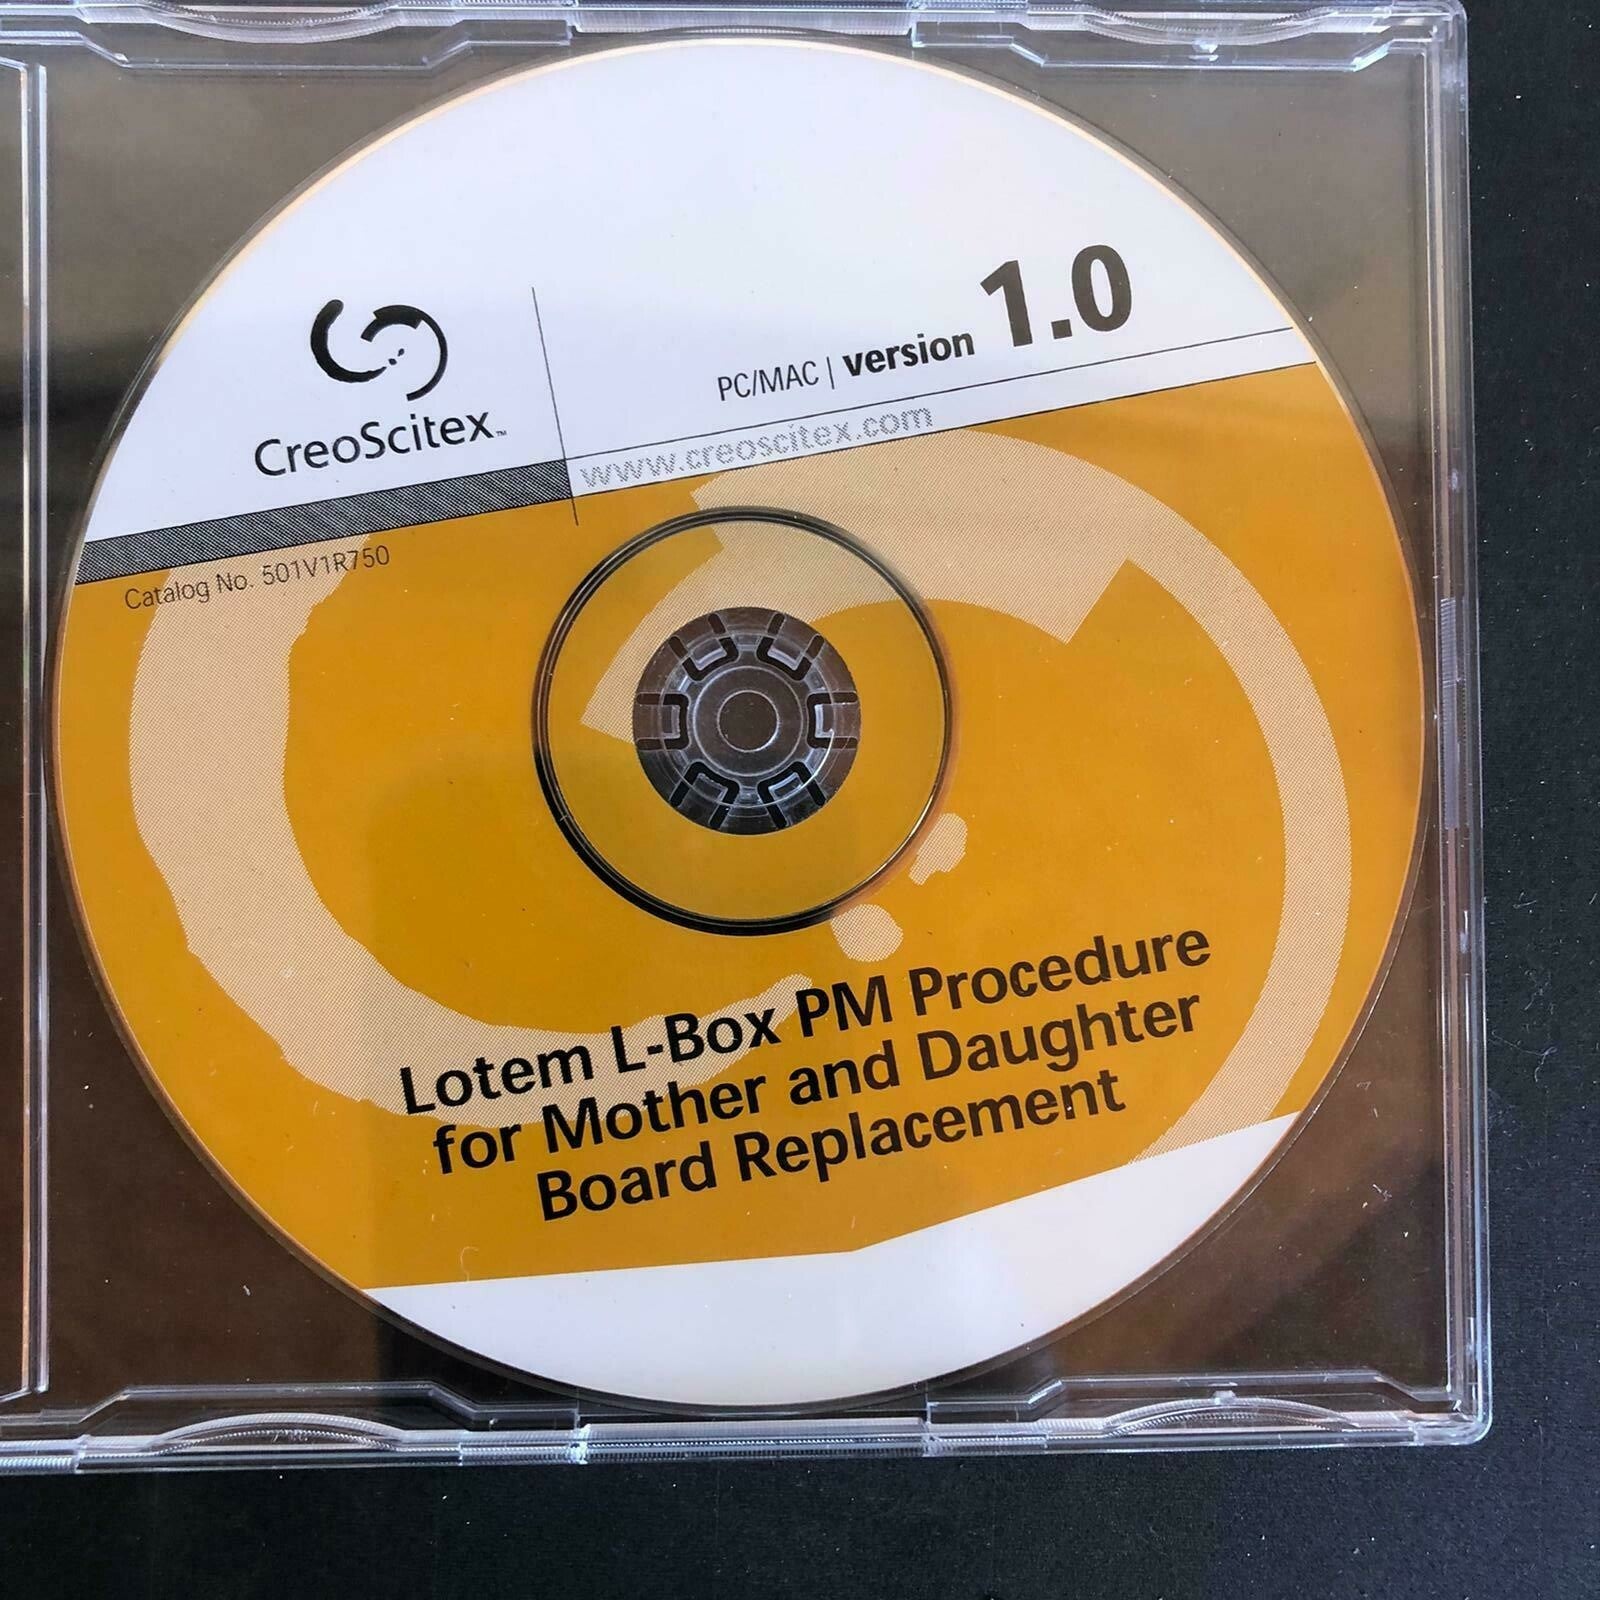 CreoScitex™
PC/MAC | version 1.0
www.creoscitex.com
Catalog No. 501V1R750
Lotem L-Box PM Procedure
for Mother and Daughter
Board Replacement